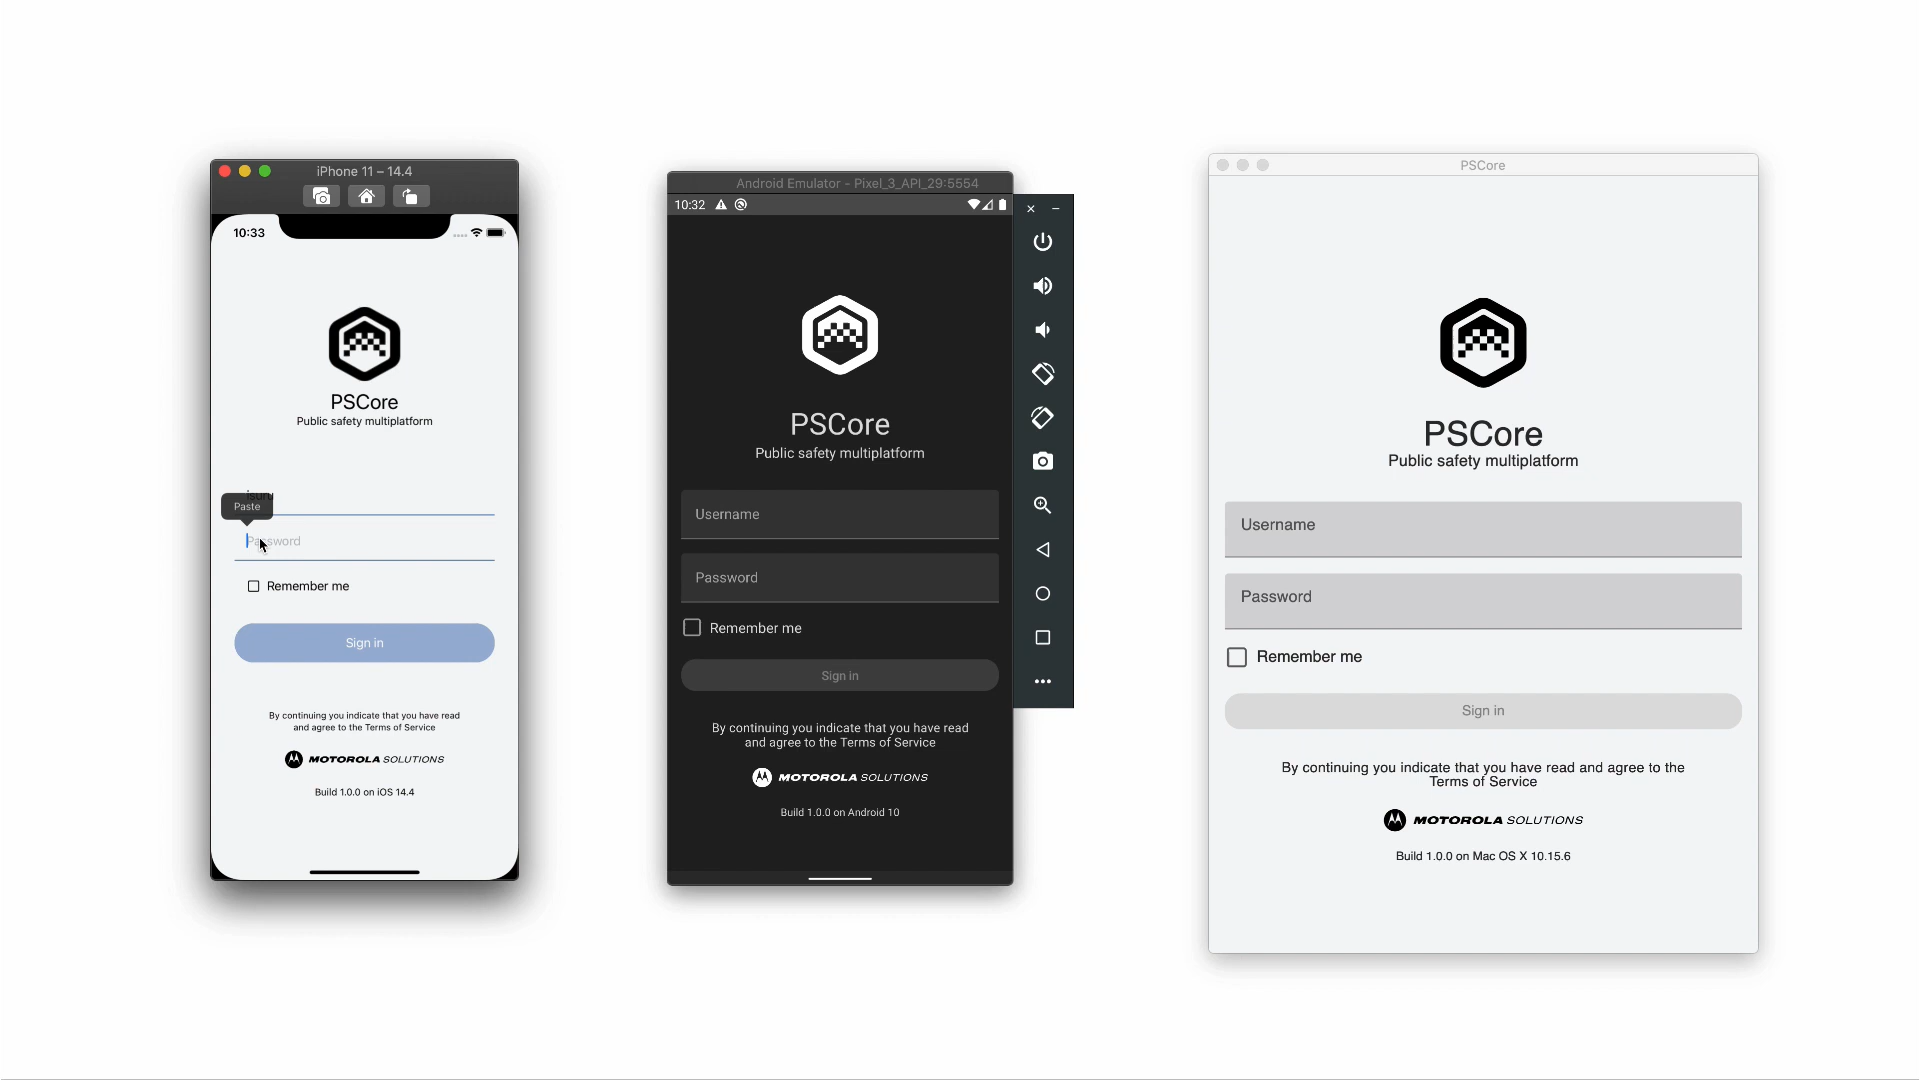 iPhone 11 – 14.4
10:33
PSCore
Public safety multiplatform
isuru
Paste
Password
Remember me
Sign in
By continuing you indicate that you have read
and agree to the Terms of Service
MOTOROLA SOLUTIONS
Build 1.0.0 on iOS 14.4
Android Emulator - Pixel_3_API_29:5554
10:32
PSCore
Public safety multiplatform
Username
Password
Remember me
Sign in
By continuing you indicate that you have read
and agree to the Terms of Service
MOTOROLA SOLUTIONS
Build 1.0.0 on Android 10
PSCore
PSCore
Public safety multiplatform
Username
Password
Remember me
Sign in
By continuing you indicate that you have read and agree to the
Terms of Service
MOTOROLA SOLUTIONS
Build 1.0.0 on Mac OS X 10.15.6